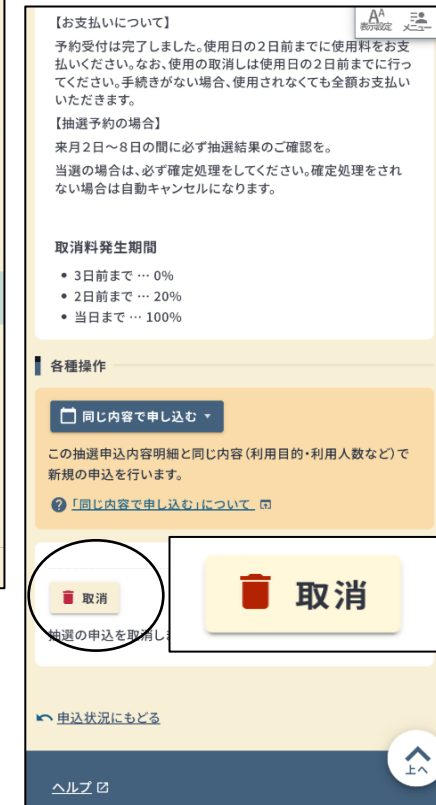 表示設定
メニュー
【お支払いについて】
予約受付は完了しました。使用日の２日前までに使用料をお支
払いください。なお、使用の取消しは使用日の２日前までに行っ
てください。手続きがない場合、使用されなくても全額お支払い
いただきます。
【抽選予約の場合】
来月２日～８日の間に必ず抽選結果のご確認を。
当選の場合は、必ず確定処理をしてください。確定処理をされ
ない場合は自動キャンセルになります。
取消料発生期間
• 3日前まで … 0%
• 2日前まで … 20%
• 当日まで … 100%
各種操作
同じ内容で申し込む
この抽選申込内容明細と同じ内容（利用目的・利用人数など）で
新規の申込を行います。
「同じ内容で申し込む」について
取消
取消
抽選の申込を取消し
申込状況にもどる
上へ
ヘルプ